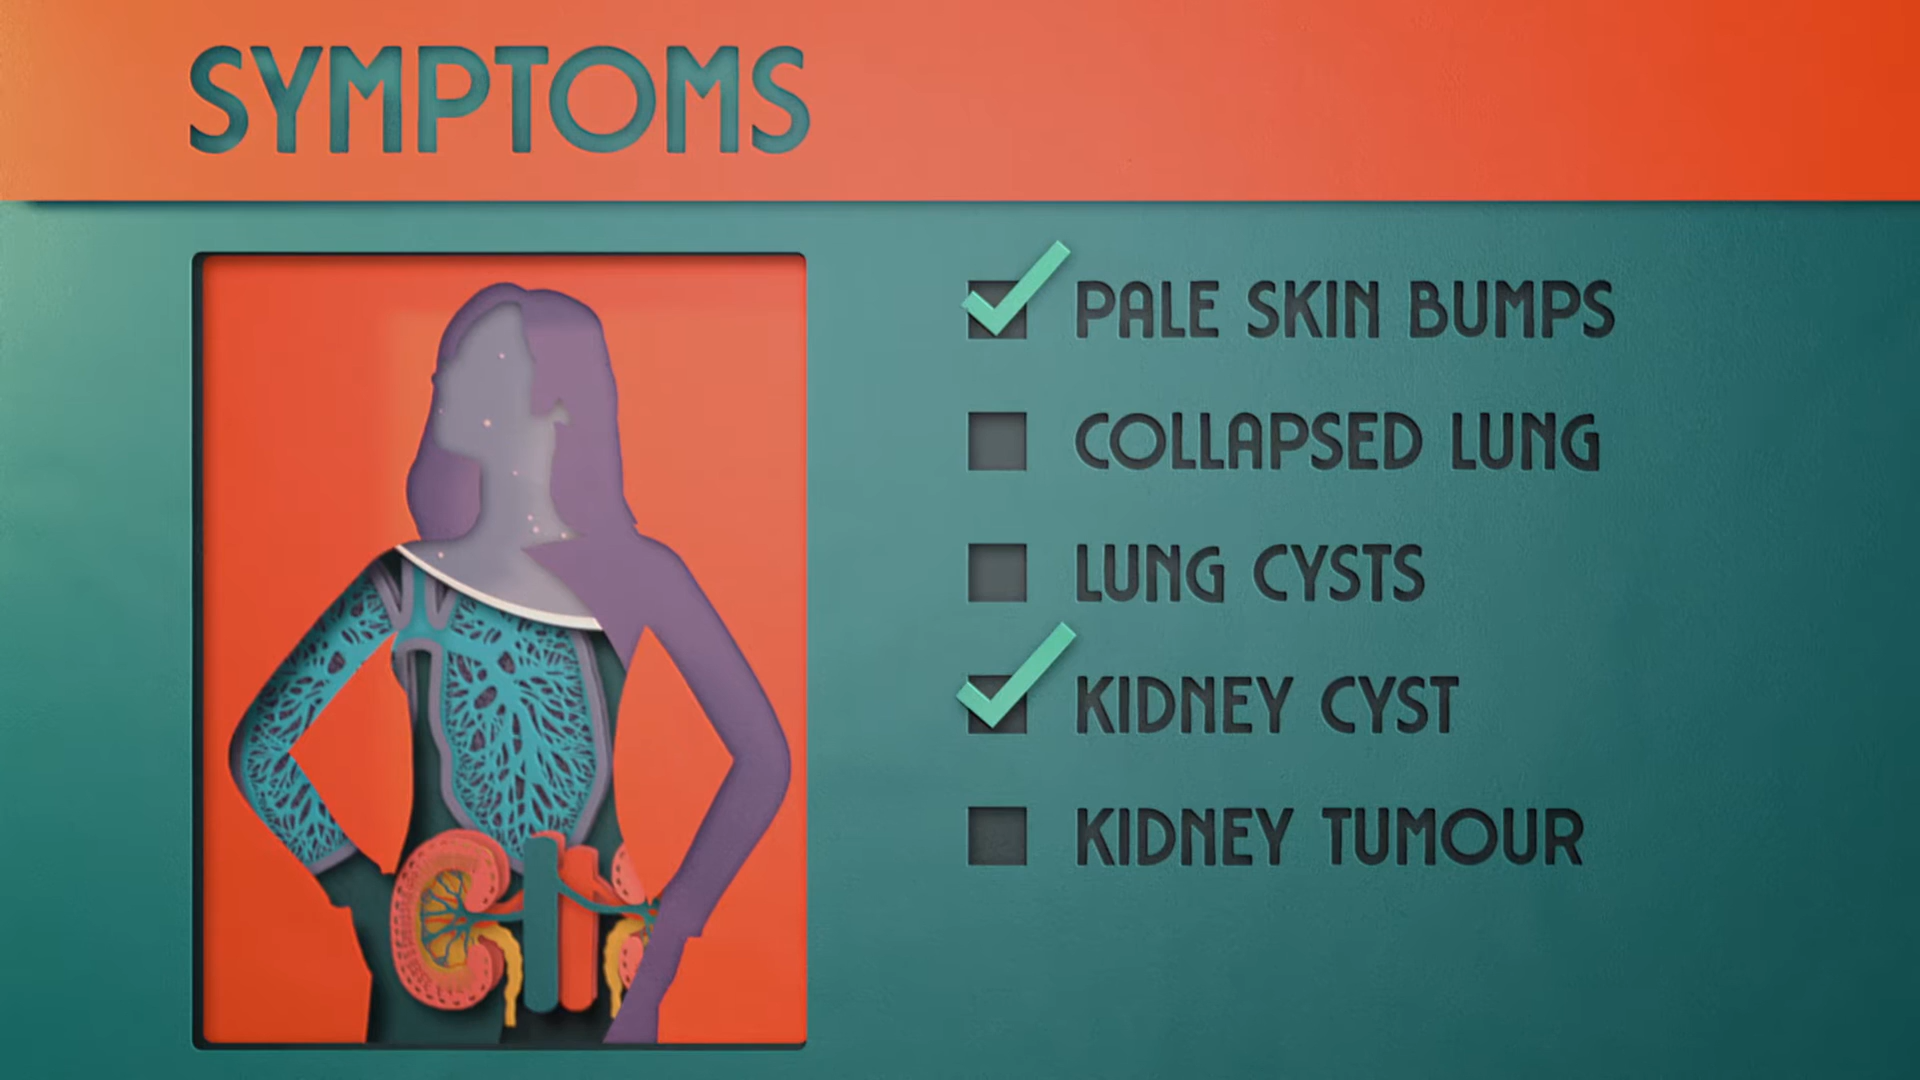 SYMPTOMS
PALE SKIN BUMPS
COLLAPSED LUNG
LUNG CYSTS
KIDNEY CYST
KIDNEY TUMOUR